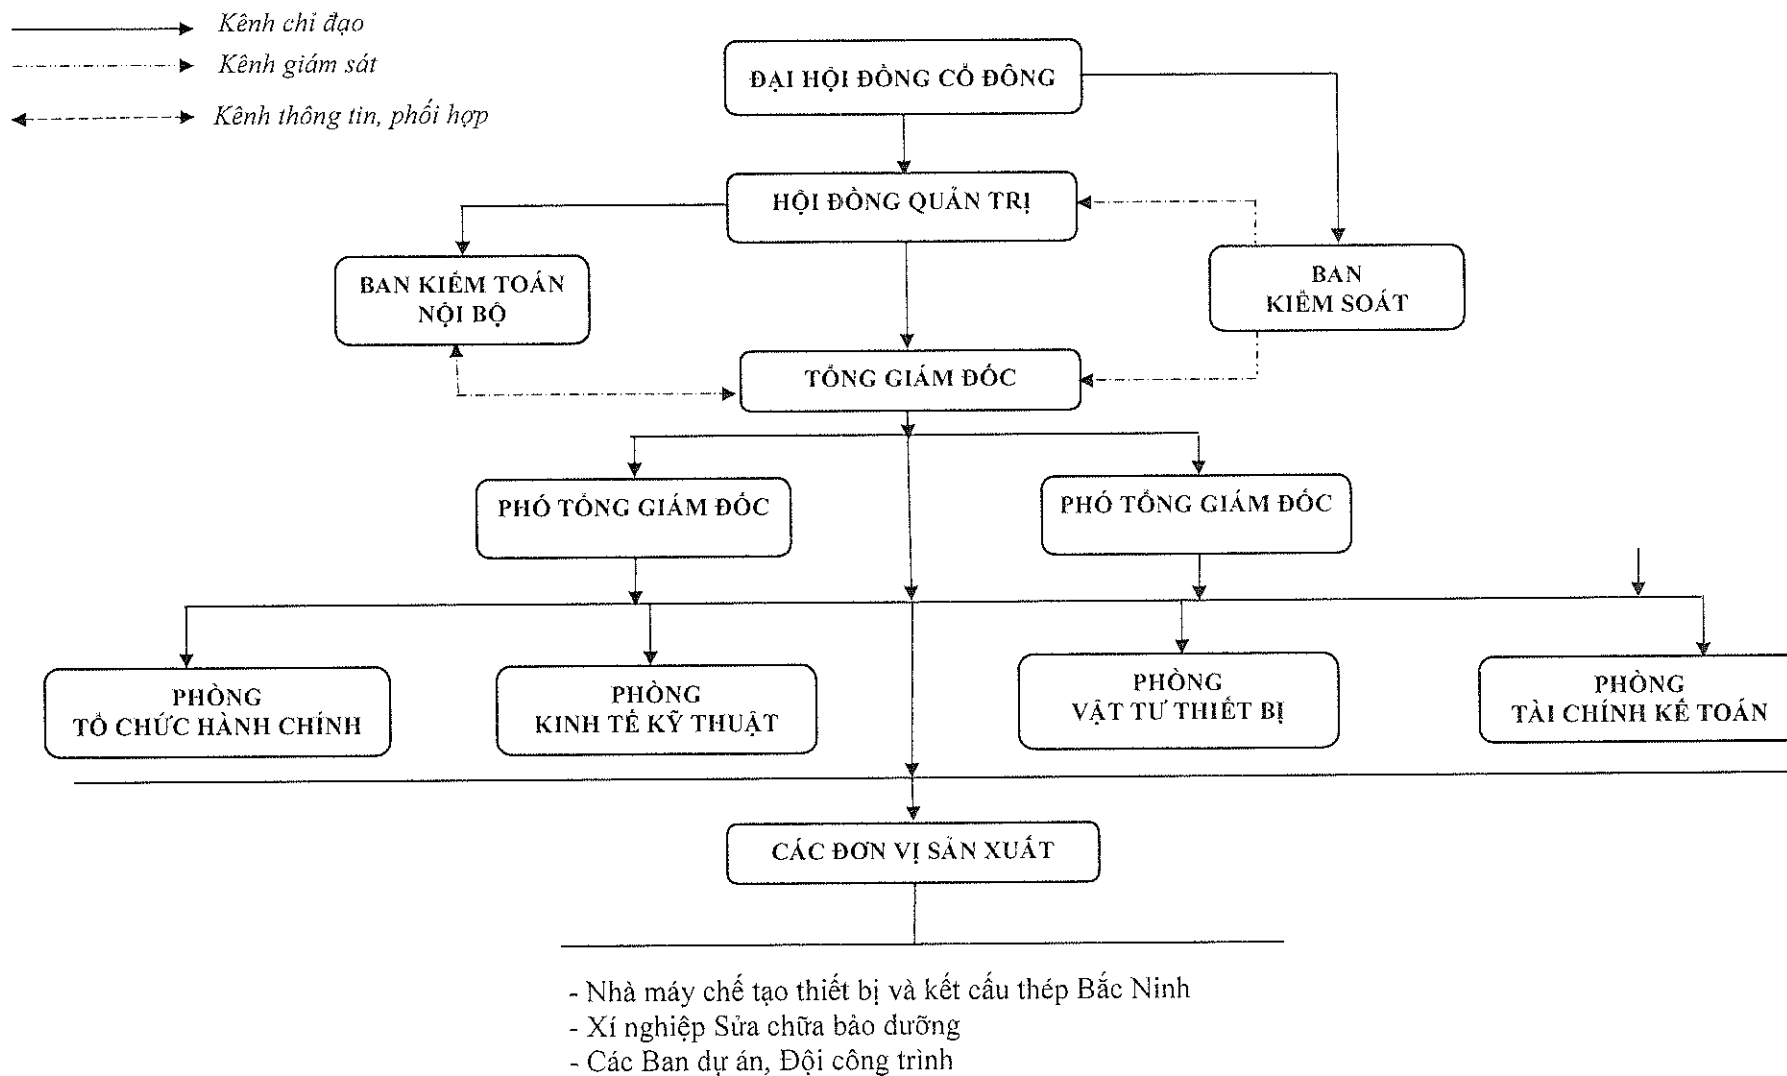 Kênh chỉ đạo
Kênh giám sát
Kênh thông tin, phối hợp
ĐẠI HỘI ĐỒNG CỔ ĐÔNG
HỘI ĐỒNG QUẢN TRỊ
BAN KIỂM TOÁN
NỘI BỘ
BAN
KIỂM SOÁT
TỔNG GIÁM ĐỐC
PHÓ TỔNG GIÁM ĐỐC
PHÓ TỔNG GIÁM ĐỐC
PHÒNG
TỔ CHỨC HÀNH CHÍNH
PHÒNG
KINH TẾ KỸ THUẬT
PHÒNG
VẬT TƯ THIẾT BỊ
PHÒNG
TÀI CHÍNH KẾ TOÁN
CÁC ĐƠN VỊ SẢN XUẤT
- Nhà máy chế tạo thiết bị và kết cấu thép Bắc Ninh
- Xí nghiệp Sửa chữa bảo dưỡng
- Các Ban dự án, Đội công trình